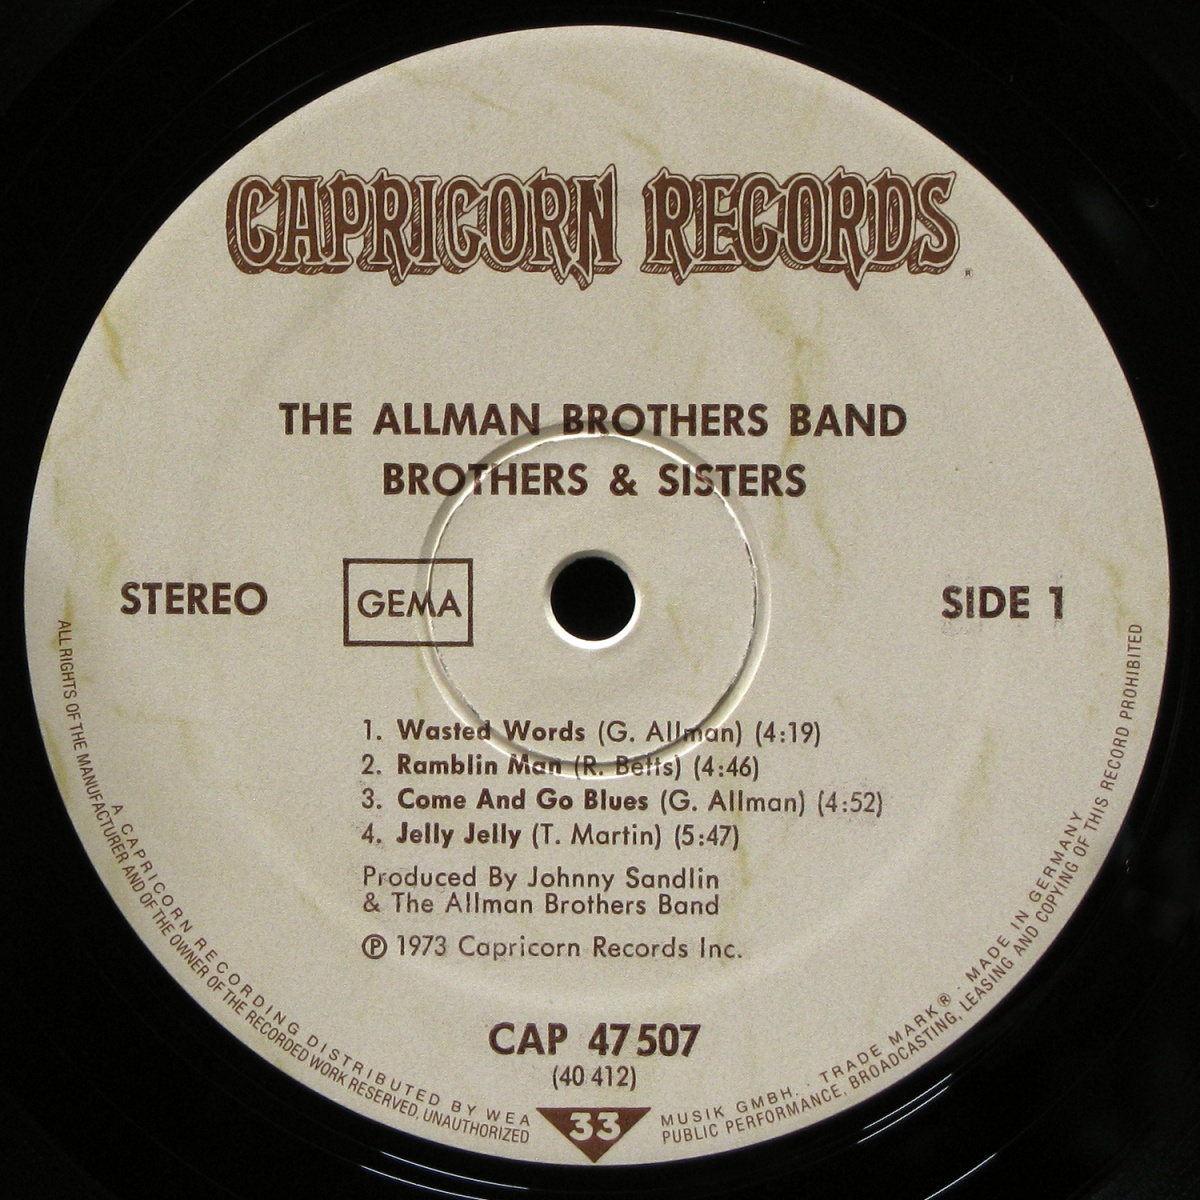 CAPRICORN RECORDS®
THE ALLMAN BROTHERS BAND
BROTHERS & SISTERS
STEREO
GEMA
SIDE 1
1. Wasted Words (G. Allman) (4:19)
2. Ramblin Man (R. Betts) (4:46)
3. Come And Go Blues (G. Allman) (4:52)
4. Jelly Jelly (T. Martin) (5:47)
Produced By Johnny Sandlin
& The Allman Brothers Band
℗ 1973 Capricorn Records Inc.
CAP 47 507
(40 412)
33
A CAPRICORN RECORDING DISTRIBUTED BY WEA MUSIK GMBH. . TRADE MARK® . MADE IN GERMANY
ALL RIGHTS OF THE MANUFACTURER AND OF THE OWNER OF THE RECORDED WORK RESERVED, UNAUTHORIZED PUBLIC PERFORMANCE, BROADCASTING, LEASING AND COPYING OF THIS RECORD PROHIBITED